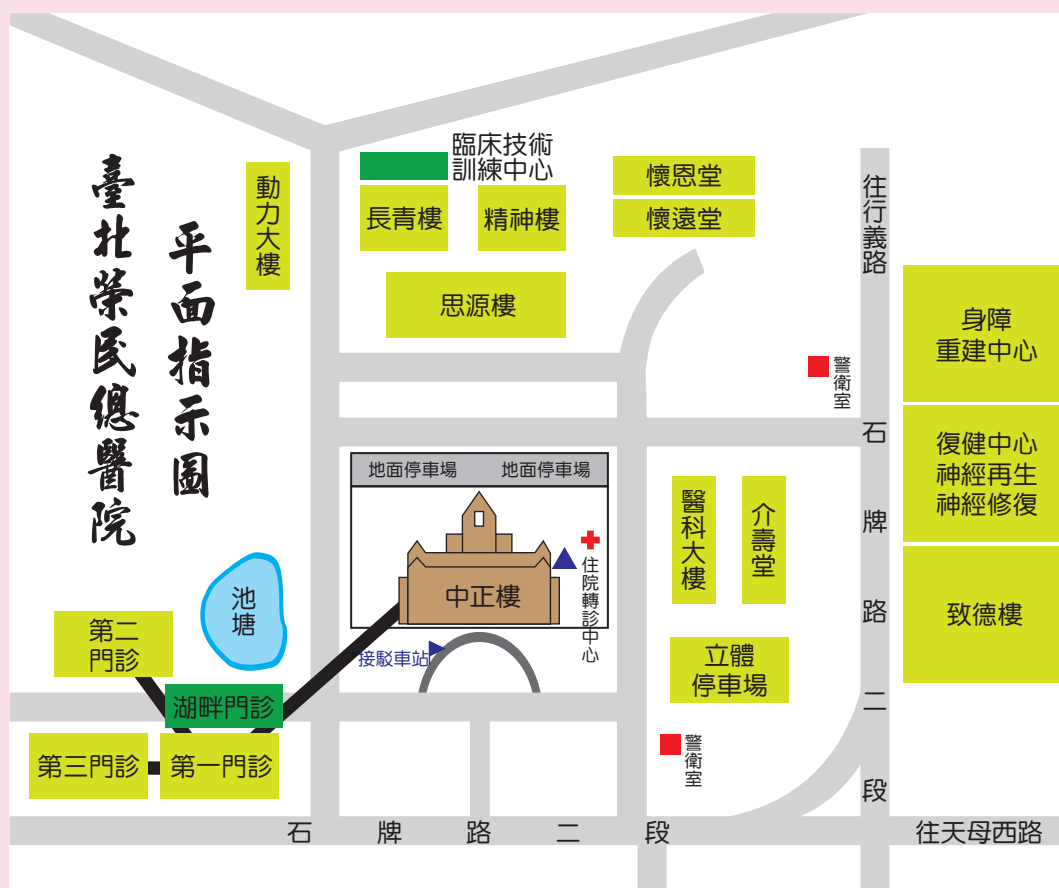 臺北榮民總醫院
平面指示圖
動力大樓
臨床技術
訓練中心
長青樓
精神樓
思源樓
懷恩堂
懷遠堂
往行義路
身障
重建中心
警衛室
復健中心
神經再生
神經修復
致德樓
石牌路二段
地面停車場
地面停車場
中正樓
住院轉診中心
接駁車站
醫科大樓
介壽堂
立體
停車場
池塘
第二
門診
湖畔門診
第三門診
第一門診
警衛室
石牌路二段
往天母西路